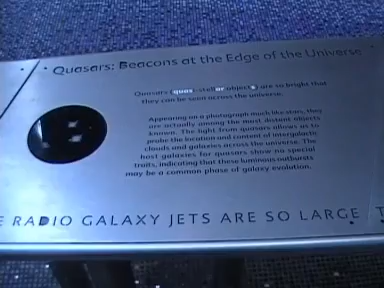 Quasars: Beacons at the Edge of the Universe
Quasars (quasi-stellar objects) are so bright that
they can be seen across the universe.
Appearing on a photograph much like stars, they
are actually among the most distant objects
known. The light from quasars allows us to
probe the location and content of intergalactic
clouds and galaxies across the universe. The
host galaxies for quasars show no special
traits, indicating that these luminous outbursts
may be a common phase of galaxy evolution.
E RADIO GALAXY JETS ARE SO LARGE T